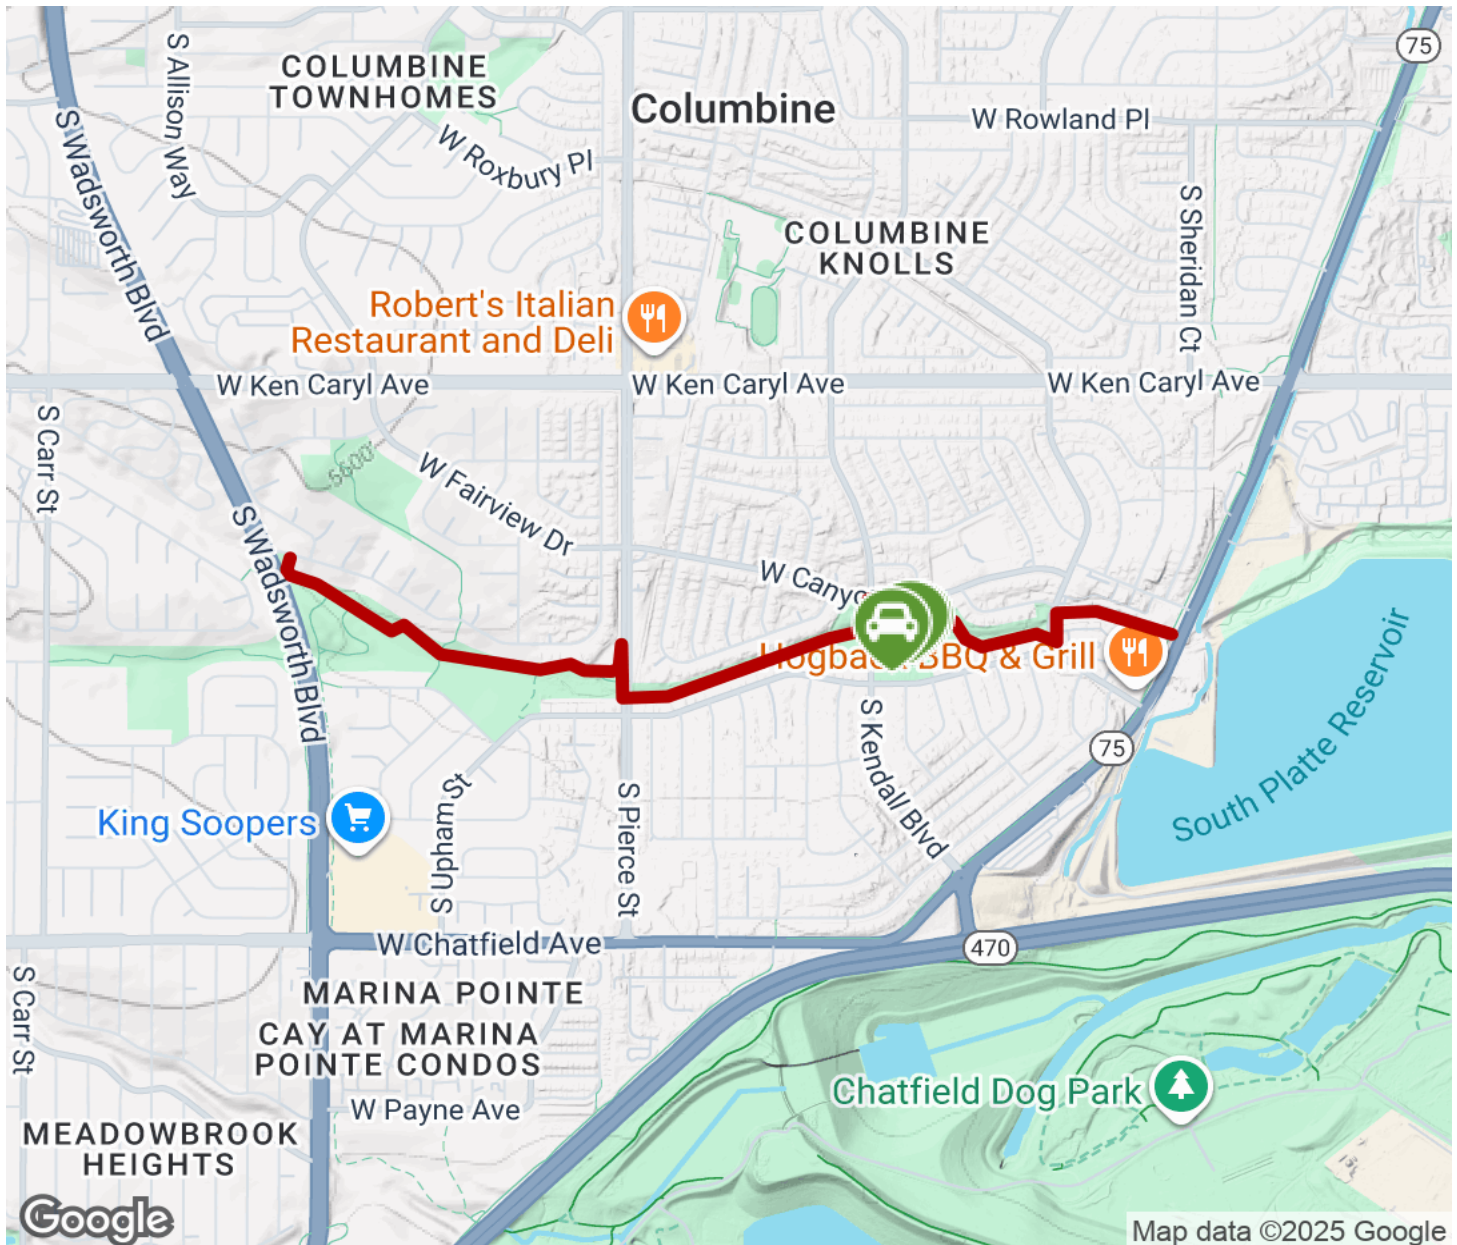 75
COLUMBINE
TOWNHOMES
S Allison Way
Columbine
W Rowland Pl
W Roxbury Pl
S Wadsworth Blvd
S Sheridan Ct
COLUMBINE
KNOLLS
Robert's Italian
Restaurant and Deli
W Ken Caryl Ave
W Ken Caryl Ave
W Ken Caryl Ave
S Carr St
5600'
W Fairview Dr
S Wadsworth Blvd
W Canyo
Hogback BBQ & Grill
South Platte Reservoir
S Kendall Blvd
75
King Soopers
S Upham St
S Pierce St
W Chatfield Ave
470
S Carr St
MARINA POINTE
CAY AT MARINA
POINTE CONDOS
Chatfield Dog Park
W Payne Ave
MEADOWBROOK
HEIGHTS
Google
Map data ©2025 Google